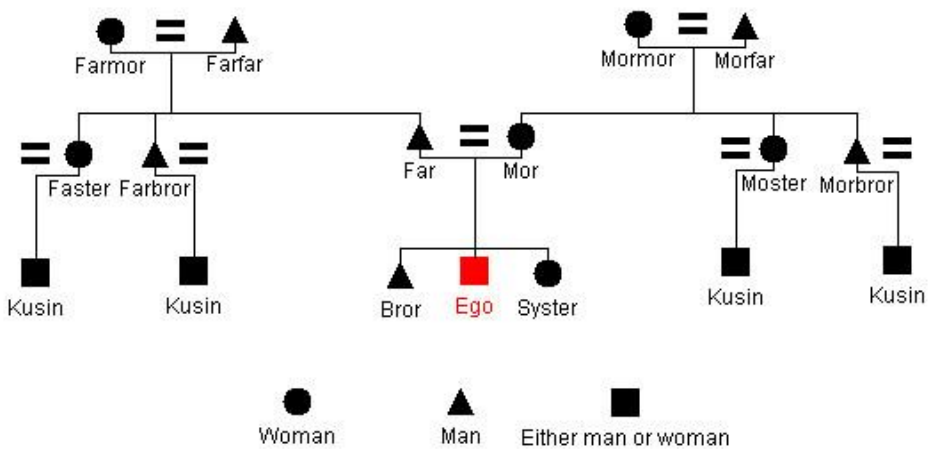 Farmor Farfar Mormor Morfar
Faster Farbror Far Mor Moster Morbror
Kusin Kusin Bror Ego Syster Kusin Kusin
Woman Man Either man or woman